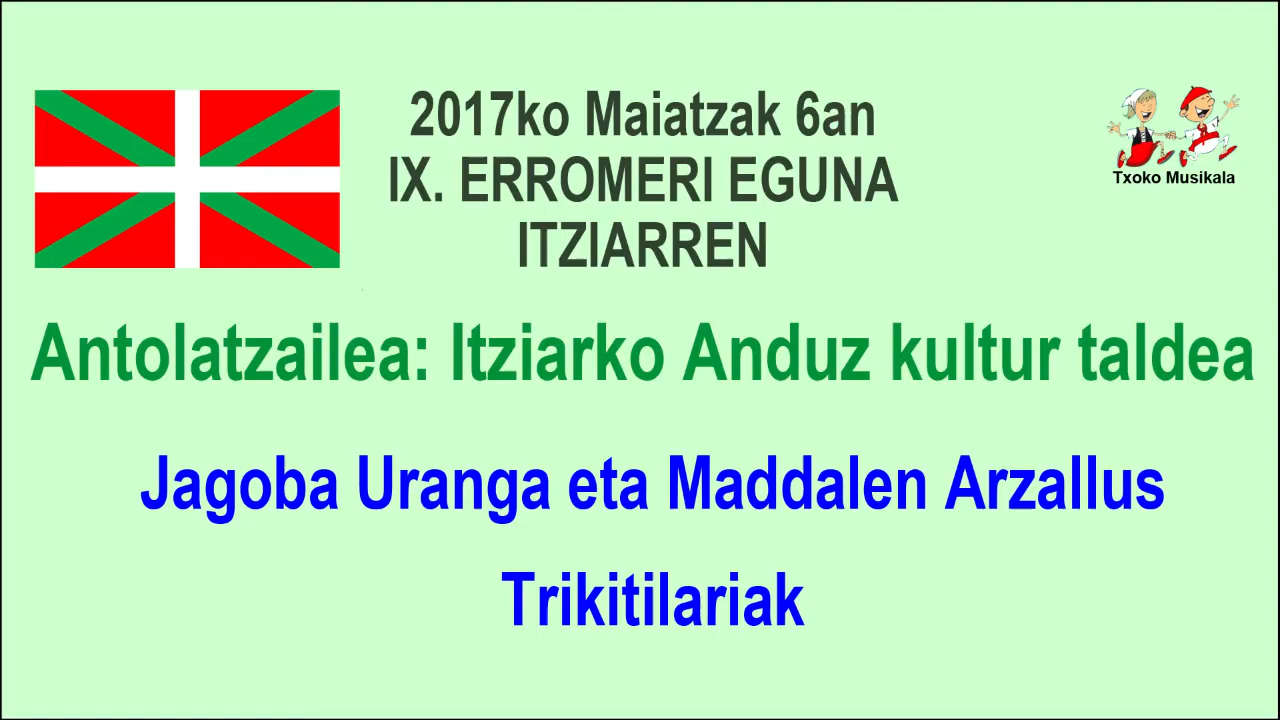 2017ko Maiatzak 6an
IX. ERROMERI EGUNA
ITZIARREN
Txoko Musikala
Antolatzailea: Itziarko Anduz kultur taldea
Jagoba Uranga eta Maddalen Arzallus
Trikitilariak